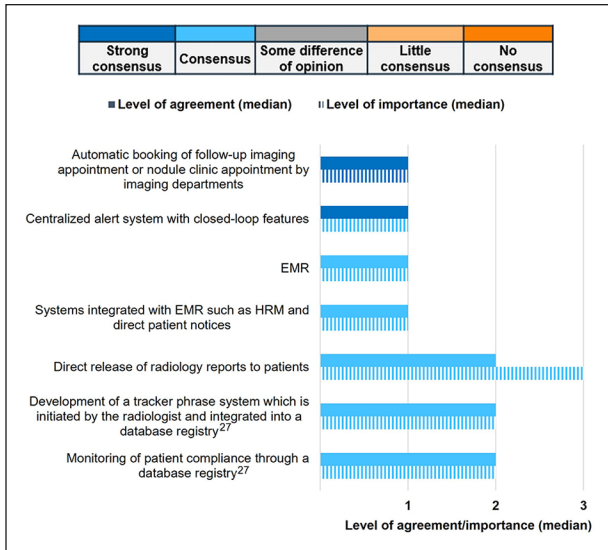 Strong consensus
Consensus
Some difference of opinion
Little consensus
No consensus
Level of agreement (median)
Level of importance (median)
Automatic booking of follow-up imaging
appointment or nodule clinic appointment by
imaging departments
Centralized alert system with closed-loop features
EMR
Systems integrated with EMR such as HRM and
direct patient notices
Direct release of radiology reports to patients
Development of a tracker phrase system which is
initiated by the radiologist and integrated into a
database registry27
Monitoring of patient compliance through a
database registry27
1 2 3
Level of agreement/importance (median)